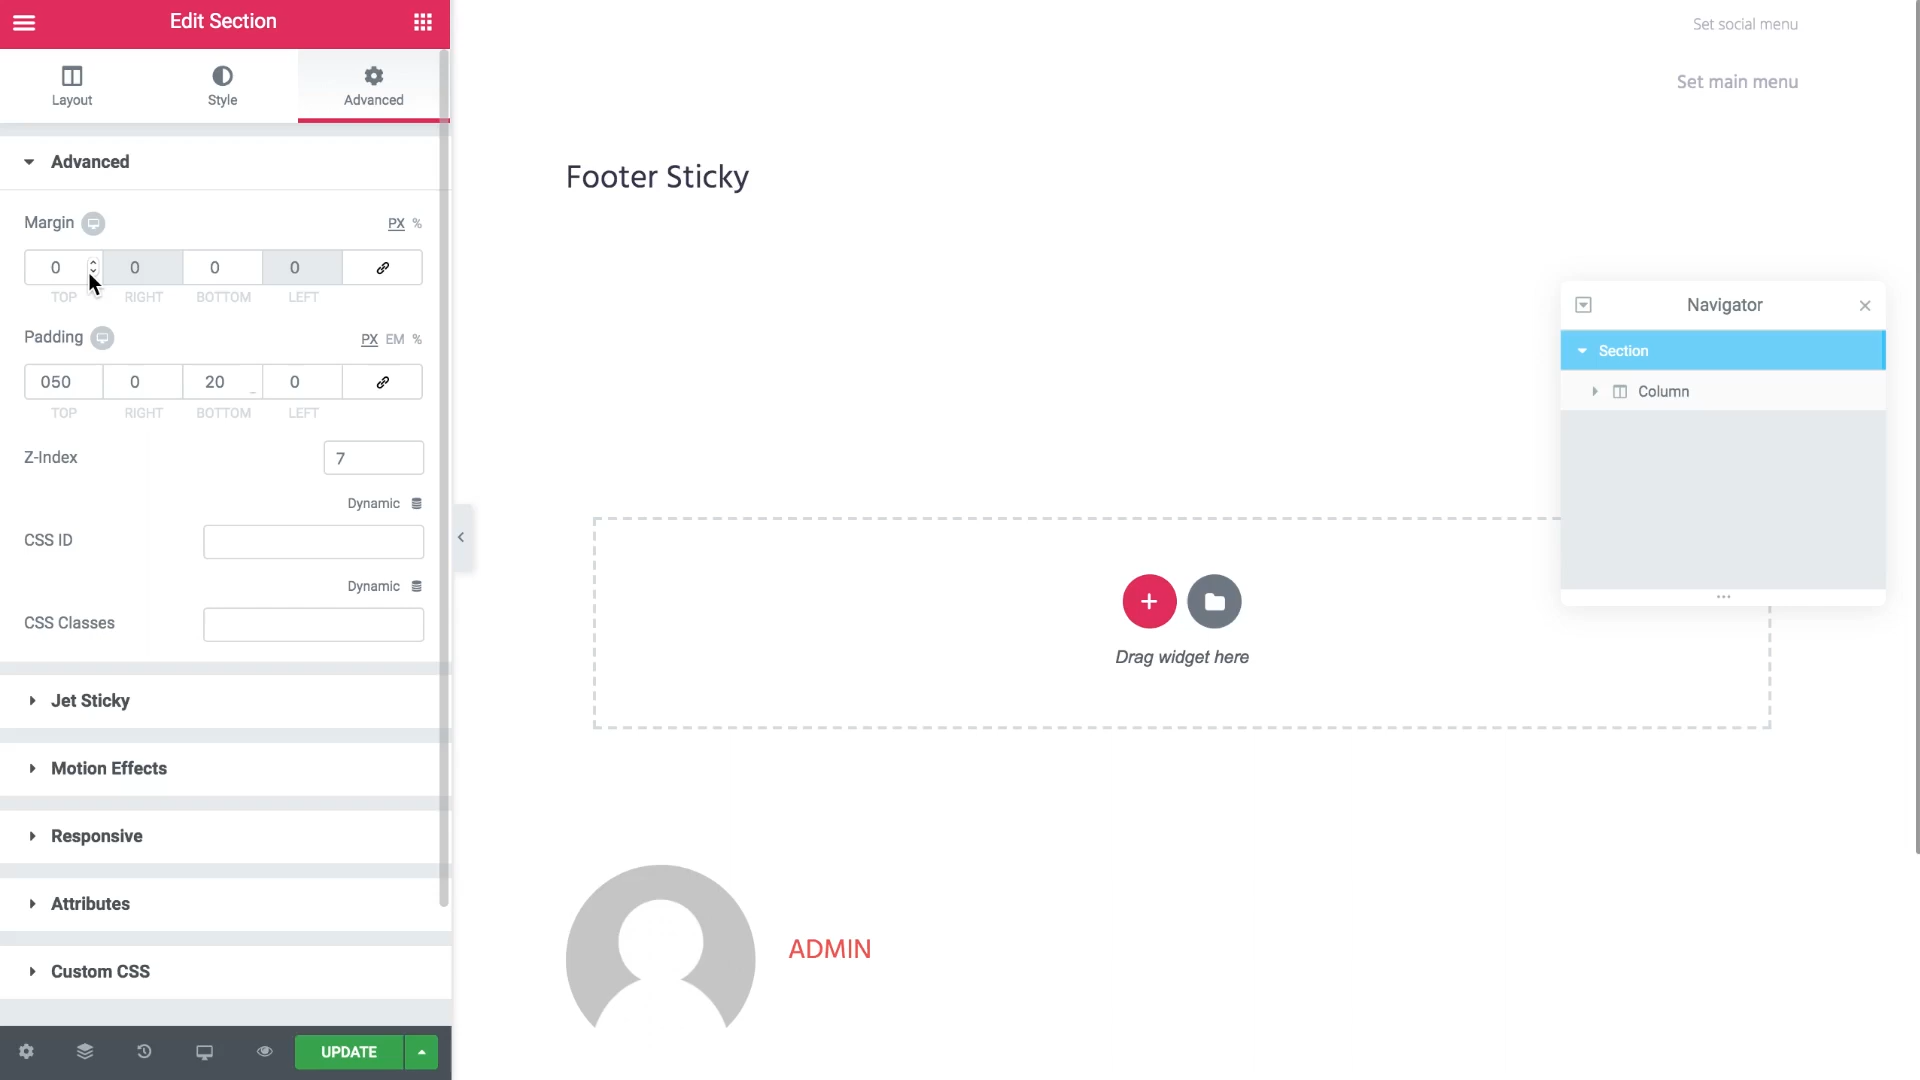 Edit Section
Layout
Style
Advanced
Advanced
Margin
PX %
0 0 0 0
TOP RIGHT BOTTOM LEFT
Padding
PX EM %
050 0 20 0
TOP RIGHT BOTTOM LEFT
Z-Index
7
Dynamic
CSS ID
Dynamic
CSS Classes
Jet Sticky
Motion Effects
Responsive
Attributes
Custom CSS
UPDATE
Set social menu
Set main menu
Footer Sticky
Navigator
Section
Column
Drag widget here
ADMIN